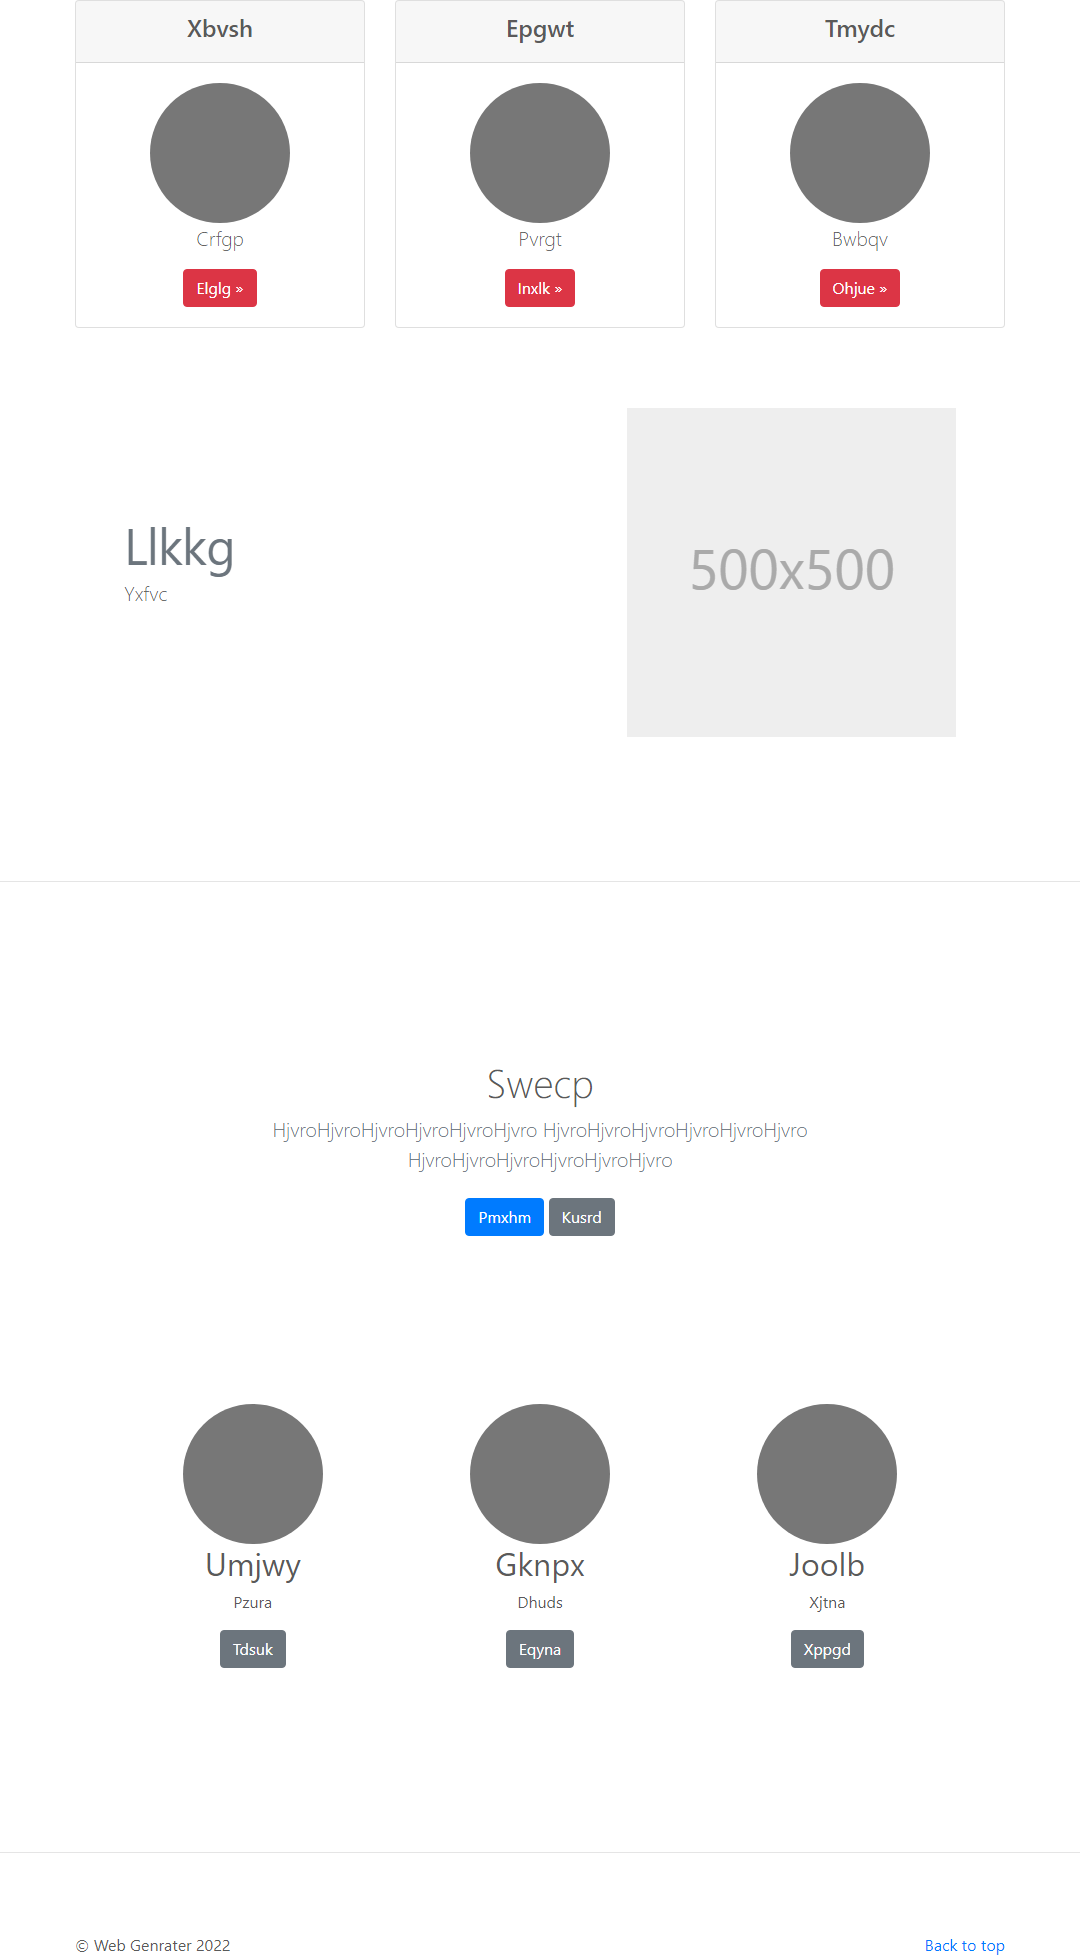 Xbvsh
Epgwt
Tmydc
Crfgp
Pvrgt
Bwbqv
Elglg »
Inxlk »
Ohjue »
Llkkg
Yxfvc
500x500
Swecp
HjvroHjvroHjvroHjvroHjvroHjvro HjvroHjvroHjvroHjvroHjvroHjvro
HjvroHjvroHjvroHjvroHjvroHjvro
Pmxhm
Kusrd
Umjwy
Gknpx
Joolb
Pzura
Dhuds
Xjtna
Tdsuk
Eqyna
Xppgd
© Web Genrater 2022
Back to top